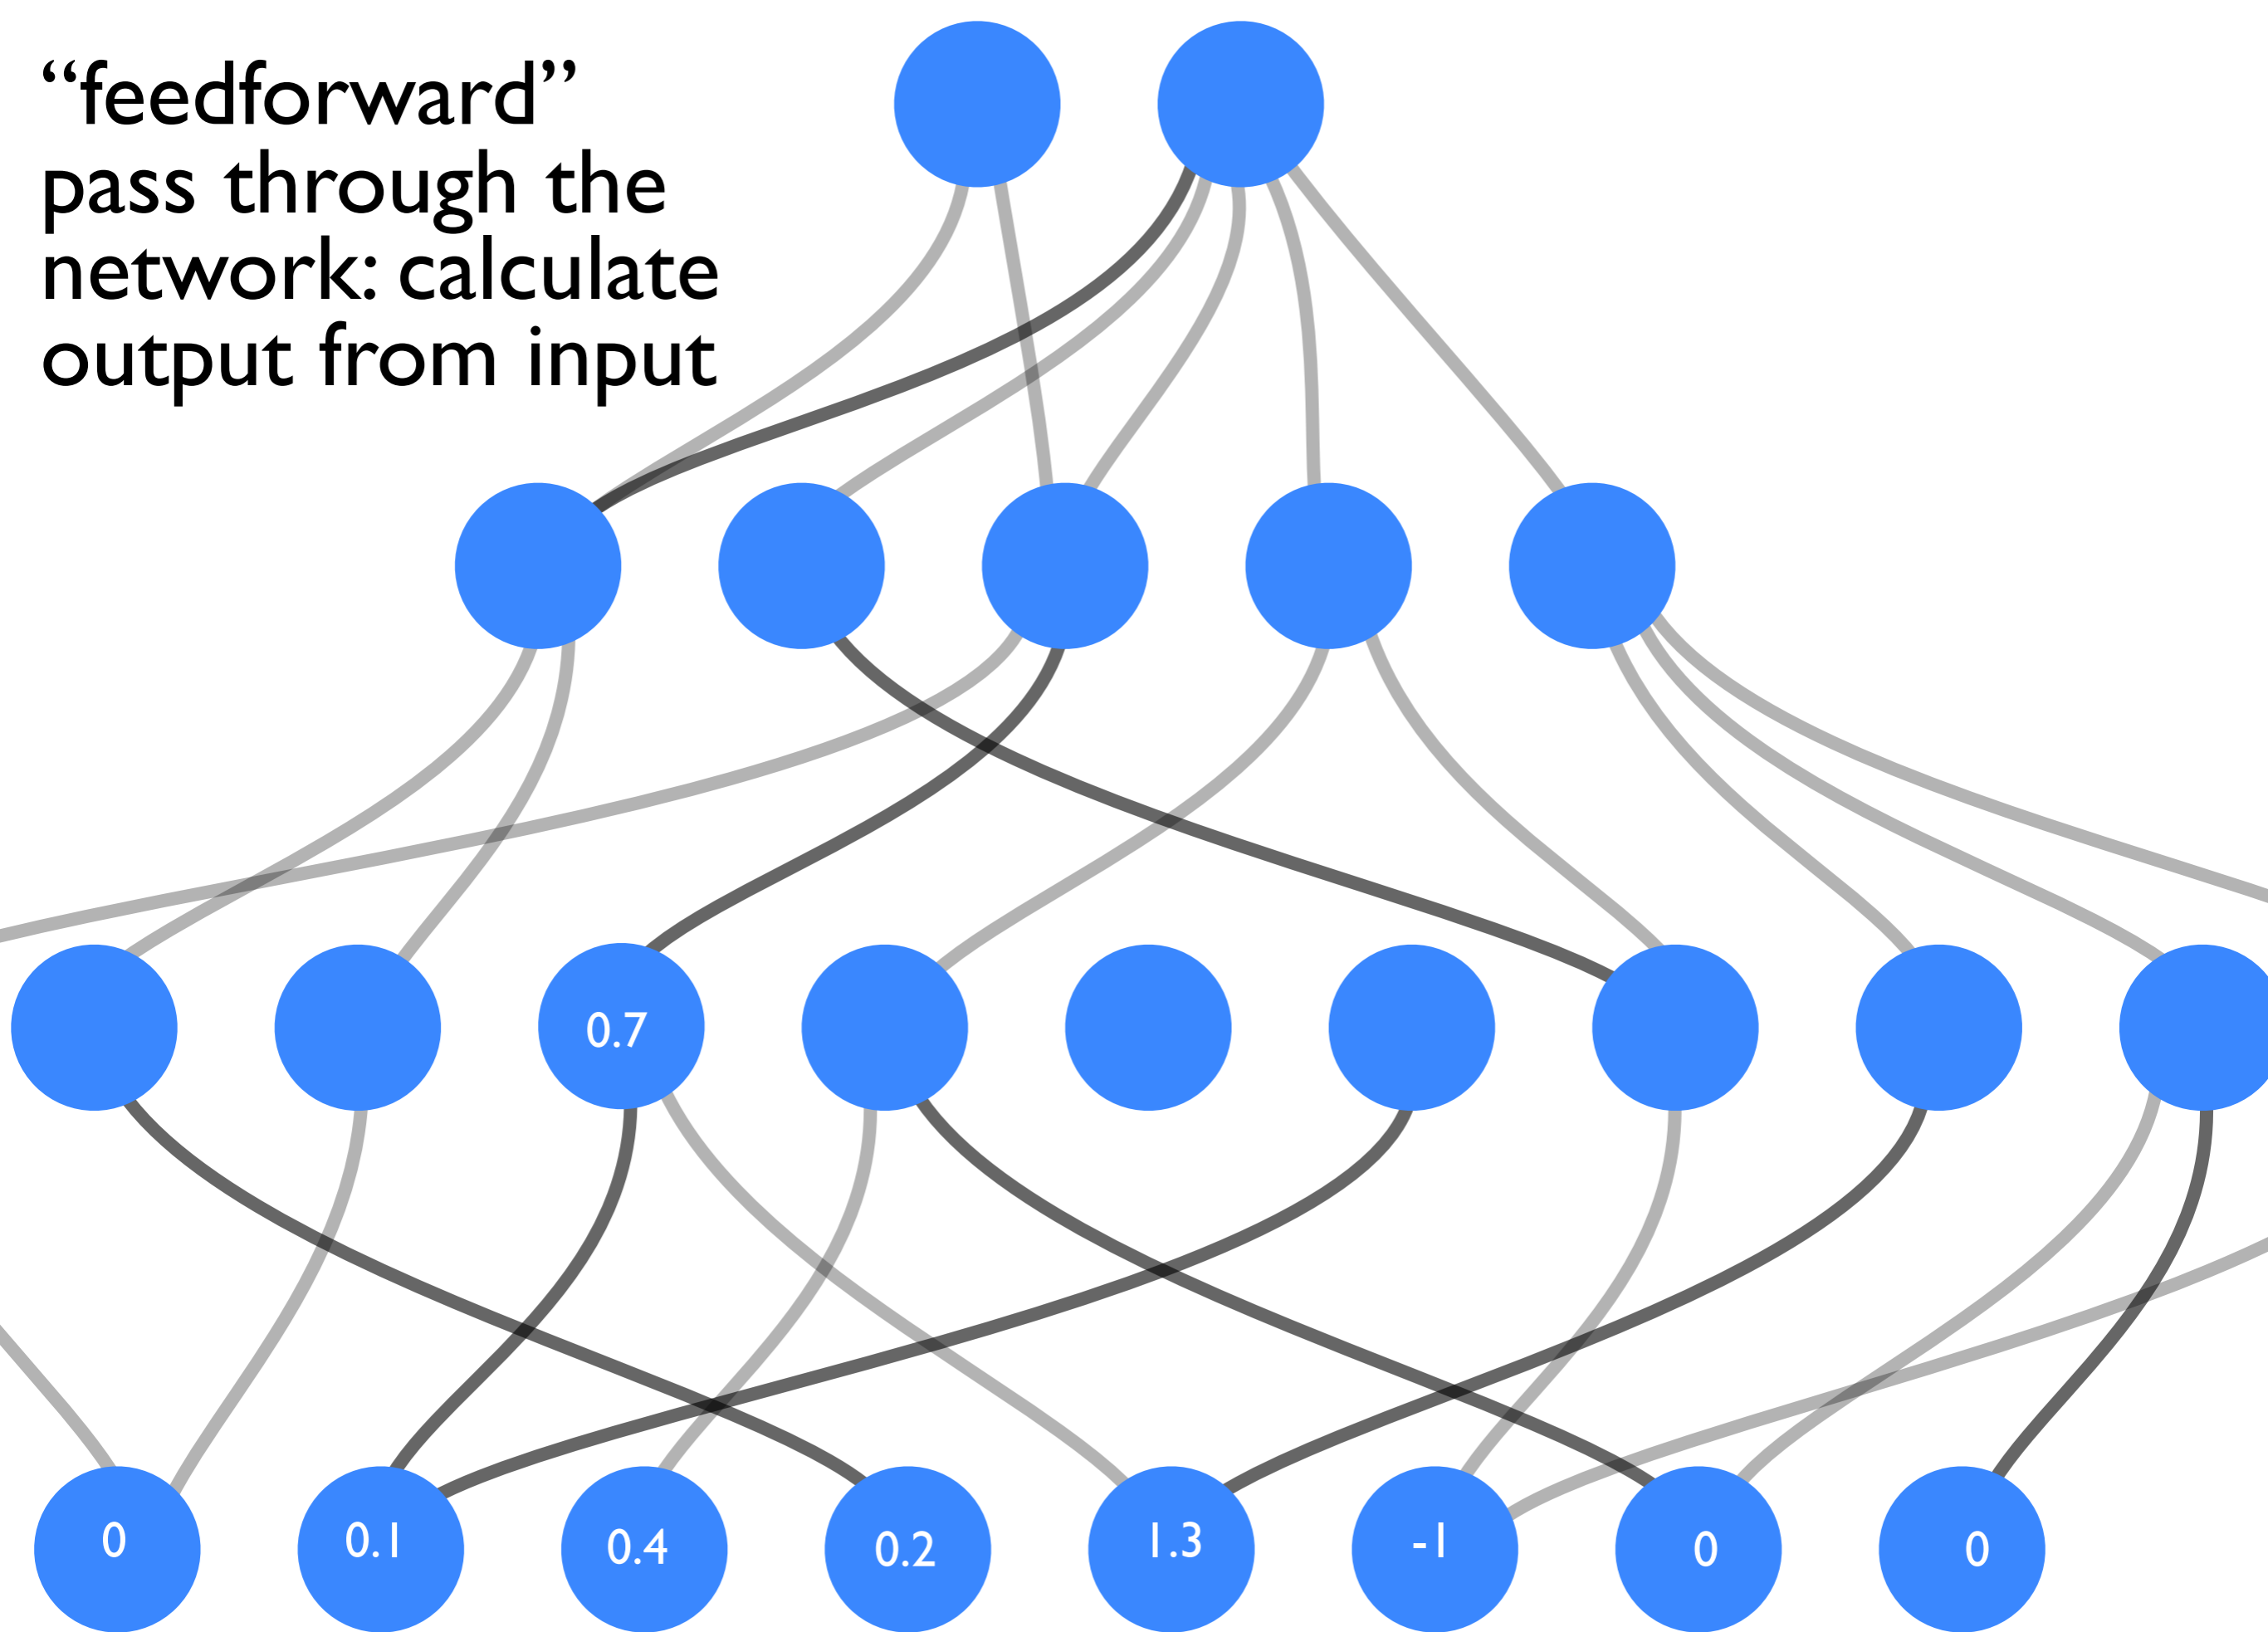 “feedforward”
pass through the
network: calculate
output from input
0.7
0
0.1
0.4
0.2
1.3
-1
0
0